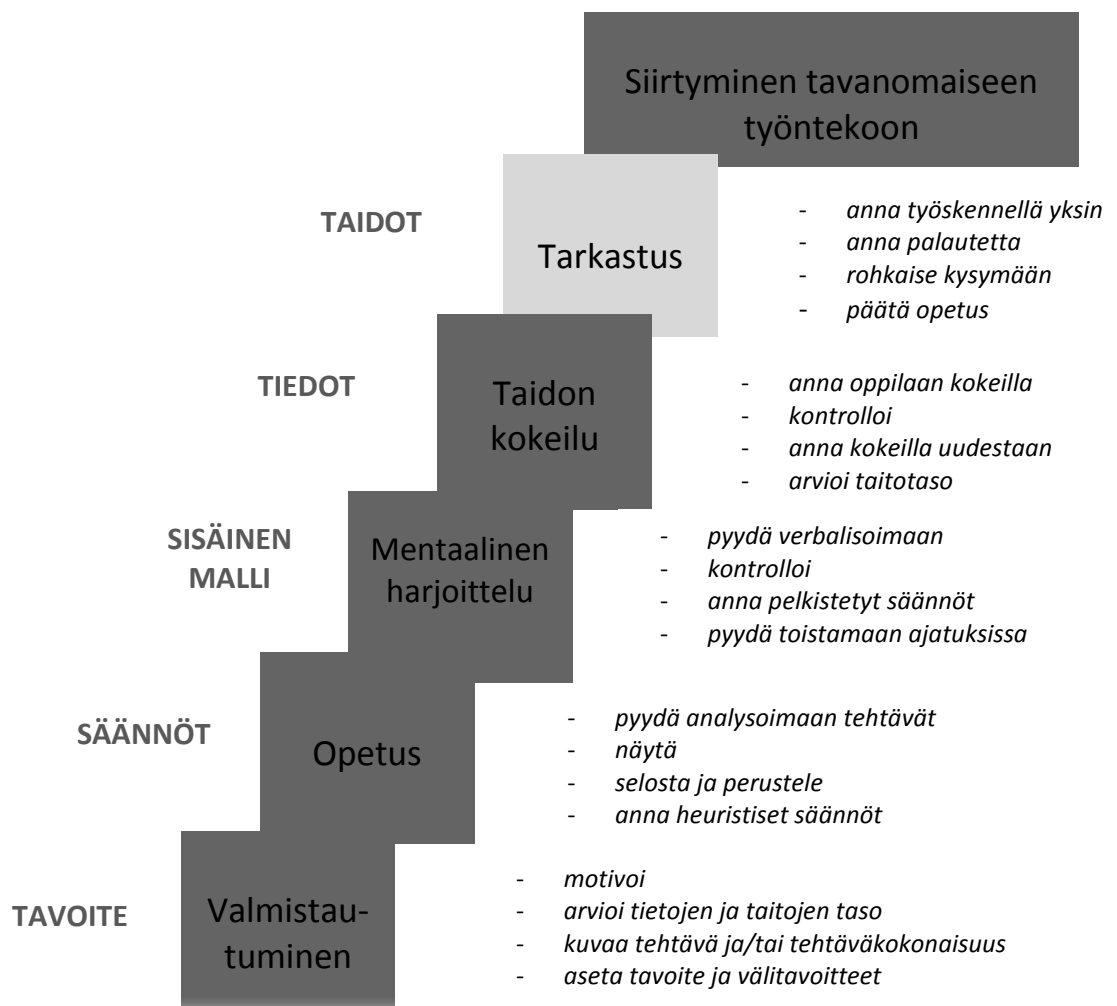 Siirtyminen tavanomaiseen
työntekoon
TAIDOT
Tarkastus
- anna työskennellä yksin
- anna palautetta
- rohkaise kysymään
- päätä opetus
TIEDOT
Taidon
kokeilu
- anna oppilaan kokeilla
- kontrolloi
- anna kokeilla uudestaan
- arvioi taitotaso
SISÄINEN
MALLI
Mentaalinen
harjoittelu
- pyydä verbalisoimaan
- kontrolloi
- anna pelkistetyt säännöt
- pyydä toistamaan ajatuksissa
SÄÄNNÖT
Opetus
- pyydä analysoimaan tehtävät
- näytä
- selosta ja perustele
- anna heuristiset säännöt
TAVOITE
Valmistau-
tuminen
- motivoi
- arvioi tietojen ja taitojen taso
- kuvaa tehtävä ja/tai tehtäväkokonaisuus
- aseta tavoite ja välitavoitteet